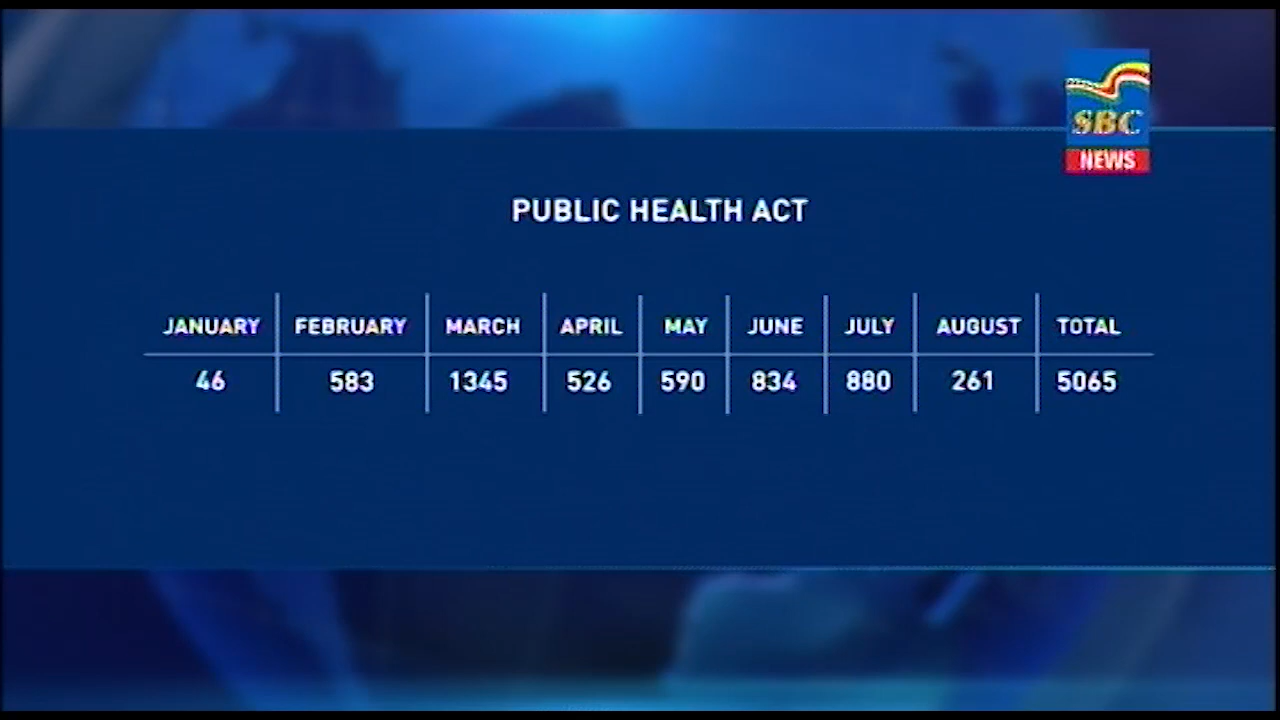 SBC
NEWS
PUBLIC HEALTH ACT
JANUARY FEBRUARY MARCH APRIL MAY JUNE JULY AUGUST TOTAL
46 583 1345 526 590 834 880 261 5065